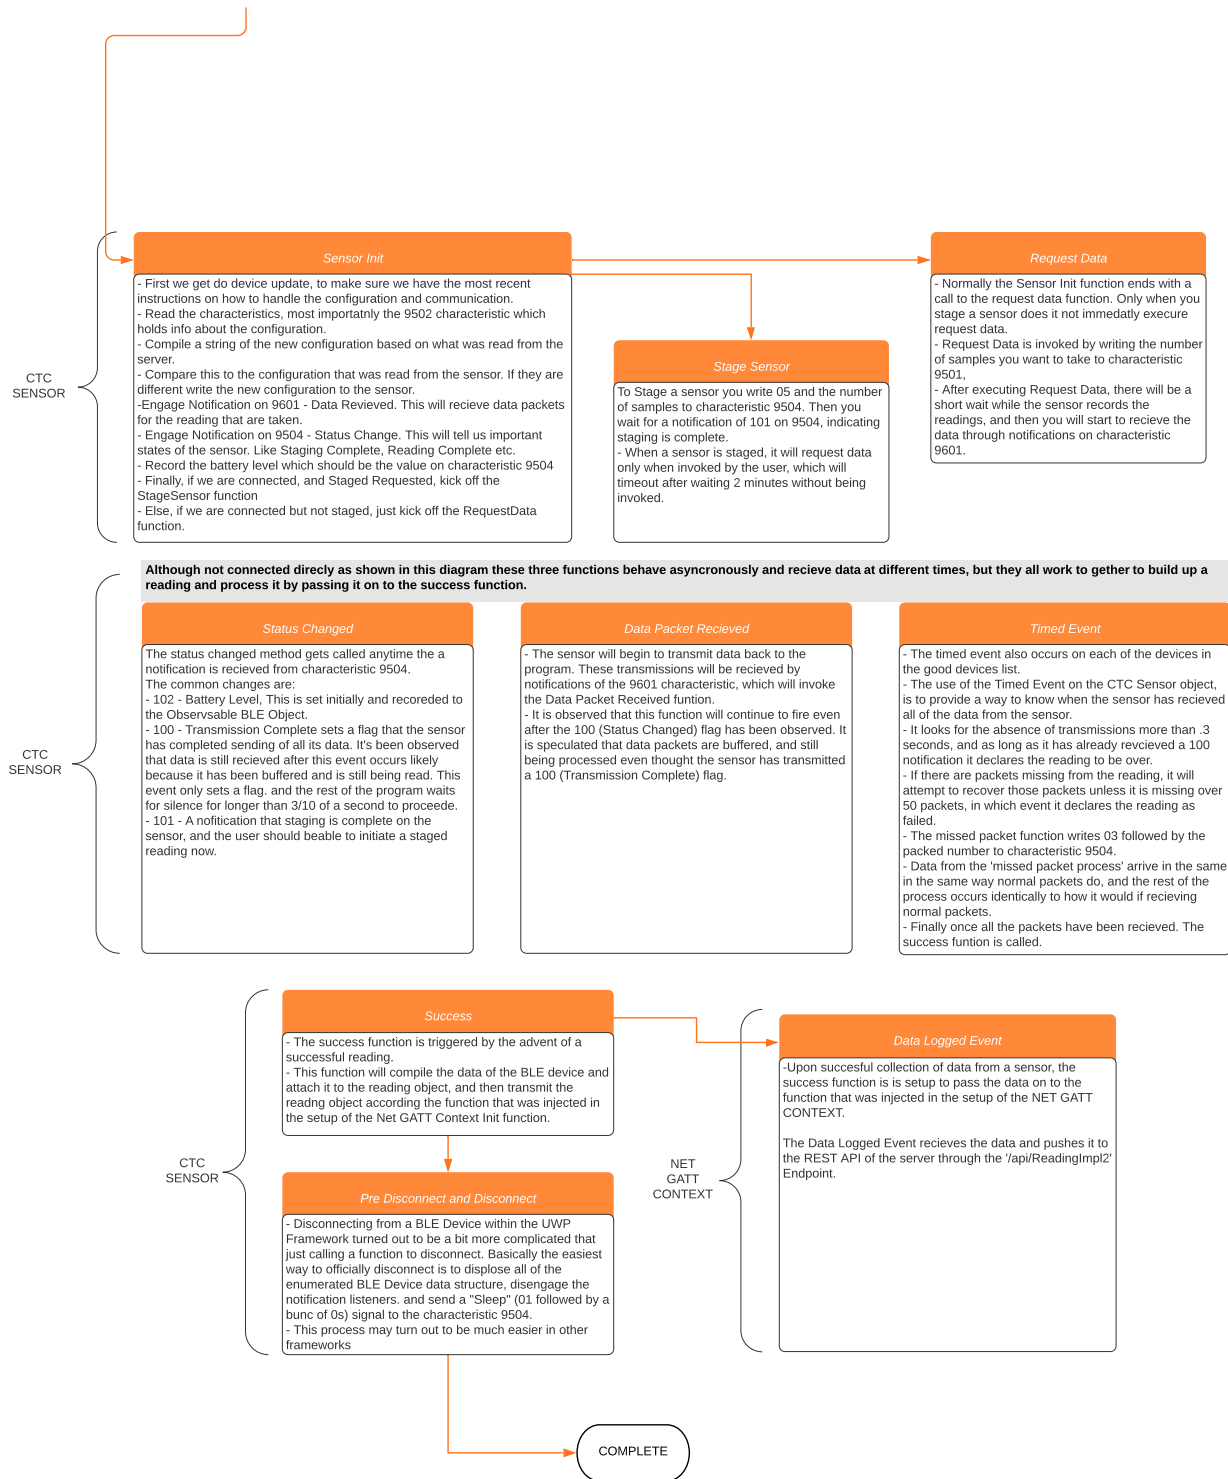 Sensor Init
- First we get do device update, to make sure we have the most recent
instructions on how to handle the configuration and communication.
- Read the characteristics, most importatnly the 9502 characteristic which
holds info about the configuration.
- Compile a string of the new configuration based on what was read from the
server.
- Compare this to the configuration that was read from the sensor. If they are
different write the new configuration to the sensor.
-Engage Notification on 9601 - Data Revieved. This will recieve data packets
for the reading that are taken.
- Engage Notification on 9504 - Status Change. This will tell us important
states of the sensor. Like Staging Complete, Reading Complete etc.
- Record the battery level which should be the value on characteristic 9504
- Finally, if we are connected, and Staged Requested, kick off the
StageSensor function
- Else, if we are connected but not staged, just kick off the RequestData
function.
CTC
SENSOR
Stage Sensor
To Stage a sensor you write 05 and the number
of samples to characteristic 9504. Then you
wait for a notification of 101 on 9504, indicating
staging is complete.
- When a sensor is staged, it will request data
only when invoked by the user, which will
timeout after waiting 2 minutes without being
invoked.
Request Data
- Normally the Sensor Init function ends with a
call to the request data function. Only when you
stage a sensor does it not immedatly execure
request data.
- Request Data is invoked by writing the number
of samples you want to take to characteristic
9501,
- After executing Request Data, there will be a
short wait while the sensor records the
readings, and then you will start to recieve the
data through notifications on characteristic
9601.
Although not connected direcly as shown in this diagram these three functions behave asyncronously and recieve data at different times, but they all work to gether to build up a
reading and process it by passing it on to the success function.
CTC
SENSOR
Status Changed
The status changed method gets called anytime the a
notification is recieved from characteristic 9504.
The common changes are:
- 102 - Battery Level, This is set initially and recoreded to
the Observsable BLE Object.
- 100 - Transmission Complete sets a flag that the sensor
has completed sending of all its data. It's been observed
that data is still recieved after this event occurs likely
because it has been buffered and is still being read. This
event only sets a flag. and the rest of the program waits
for silence for longer than 3/10 of a second to proceede.
- 101 - A nofitication that staging is complete on the
sensor, and the user should beable to initiate a staged
reading now.
Data Packet Recieved
- The sensor will begin to transmit data back to the
program. These transmissions will be recieved by
notifications of the 9601 characteristic, which will invoke
the Data Packet Received funtion.
- It is observed that this function will continue to fire even
after the 100 (Status Changed) flag has been observed. It
is speculated that data packets are buffered, and still
being processed even thought the sensor has transmitted
a 100 (Transmission Complete) flag.
Timed Event
- The timed event also occurs on each of the devices in
the good devices list.
- The use of the Timed Event on the CTC Sensor object,
is to provide a way to know when the sensor has recieved
all of the data from the sensor.
- It looks for the absence of transmissions more than .3
seconds, and as long as it has already revcieved a 100
notification it declares the reading to be over.
- If there are packets missing from the reading, it will
attempt to recover those packets unless it is missing over
50 packets, in which event it declares the reading as
failed.
- The missed packet function writes 03 followed by the
packed number to characteristic 9504.
- Data from the 'missed packet process' arrive in the same
in the same way normal packets do, and the rest of the
process occurs identically to how it would if recieving
normal packets.
- Finally once all the packets have been recieved. The
success funtion is called.
CTC
SENSOR
Success
- The success function is triggered by the advent of a
successful reading.
- This function will compile the data of the BLE device and
attach it to the reading object, and then transmit the
readng object according the function that was injected in
the setup of the Net GATT Context Init function.
Pre Disconnect and Disconnect
- Disconnecting from a BLE Device within the UWP
Framework turned out to be a bit more complicated that
just calling a function to disconnect. Basically the easiest
way to officially disconnect is to displose all of the
enumerated BLE Device data structure, disengage the
notification listeners. and send a "Sleep" (01 followed by a
bunc of 0s) signal to the characteristic 9504.
- This process may turn out to be much easier in other
frameworks
NET
GATT
CONTEXT
Data Logged Event
-Upon succesful collection of data from a sensor, the
success function is is setup to pass the data on to the
function that was injected in the setup of the NET GATT
CONTEXT.
The Data Logged Event recieves the data and pushes it to
the REST API of the server through the '/api/ReadingImpl2'
Endpoint.
COMPLETE